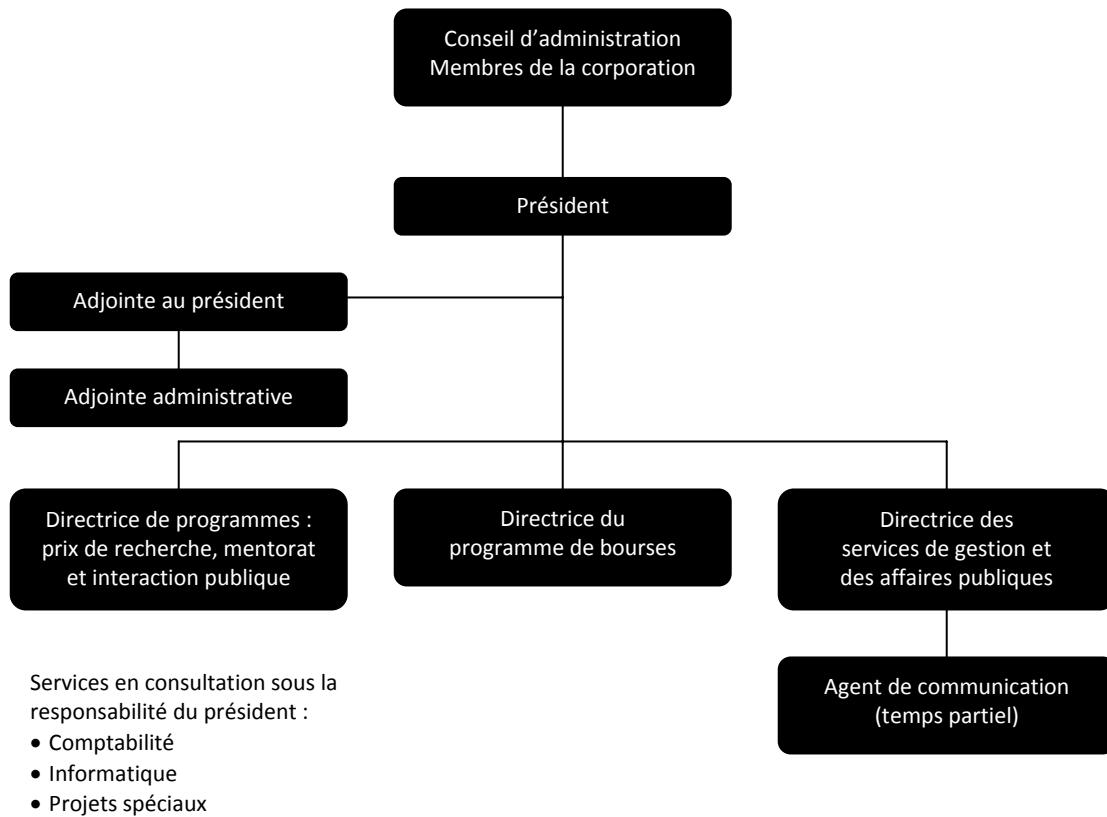 Conseil d’administration
Membres de la corporation
Président
Adjointe au président
Adjointe administrative
Directrice de programmes :
prix de recherche, mentorat
et interaction publique
Directrice du
programme de bourses
Directrice des
services de gestion et
des affaires publiques
Agent de communication
(temps partiel)
Services en consultation sous la
responsabilité du président :
• Comptabilité
• Informatique
• Projets spéciaux